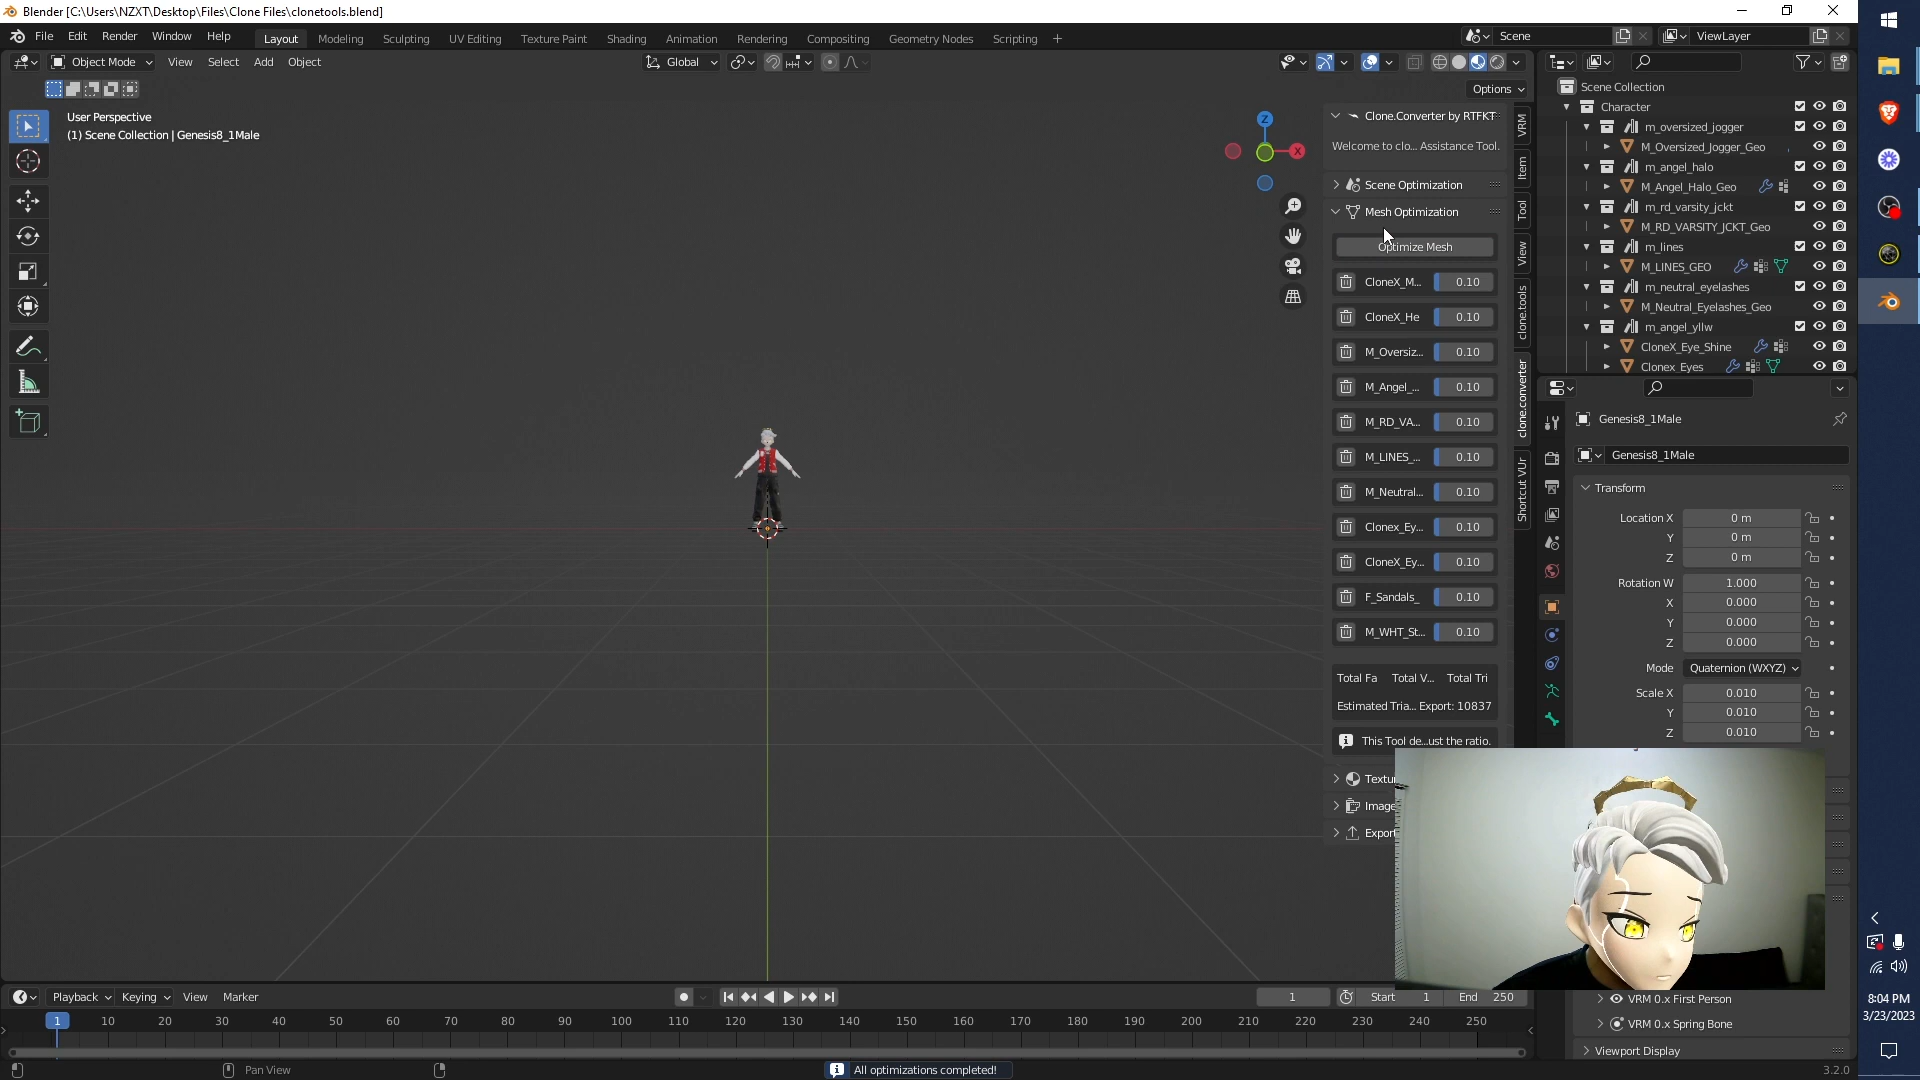 Blender [C:\Users\NZXT\Desktop\Files\Clone Files\clonetools.blend]
File Edit Render Window Help Layout Modeling Sculpting UV Editing Texture Paint Shading Animation Rendering Compositing Geometry Nodes Scripting + Scene ViewLayer
Object Mode View Select Add Object Global
Options
User Perspective
(1) Scene Collection | Genesis8_1Male
Z
X
Clone.Converter by RTFKT
Welcome to clo... Assistance Tool.
Scene Optimization
Mesh Optimization
Optimize Mesh
CloneX_M... 0.10
CloneX_He 0.10
M_Oversiz... 0.10
M_Angel_... 0.10
M_RD_VA... 0.10
M_LINES_... 0.10
M_Neutral... 0.10
Clonex_Ey... 0.10
CloneX_Ey... 0.10
F_Sandals_ 0.10
M_WHT_St... 0.10
Total Fa Total V... Total Tri
Estimated Tria... Export: 10837
This Tool de...ust the ratio.
Textu
Image
Export
VRM
Item
Tool
View
clone.tools
clone.converter
Shortcut VUr
Scene Collection
Character
m_oversized_jogger
M_Oversized_Jogger_Geo
m_angel_halo
M_Angel_Halo_Geo
m_rd_varsity_jckt
M_RD_VARSITY_JCKT_Geo
m_lines
M_LINES_GEO
m_neutral_eyelashes
M_Neutral_Eyelashes_Geo
m_angel_yllw
CloneX_Eye_Shine
Clonex_Eyes
Genesis8_1Male
Genesis8_1Male
Transform
Location X 0 m
Y 0 m
Z 0 m
Rotation W 1.000
X 0.000
Y 0.000
Z 0.000
Mode Quaternion (WXYZ)
Scale X 0.010
Y 0.010
Z 0.010
VRM 0.x First Person
VRM 0.x Spring Bone
Viewport Display
Playback Keying View Marker 1 Start 1 End 250
1 10 20 30 40 50 60 70 80 90 100 110 120 130 140 150 160 170 180 190 200 210 220 230 240 250
Pan View All optimizations completed! 3.2.0
8:04 PM
3/23/2023